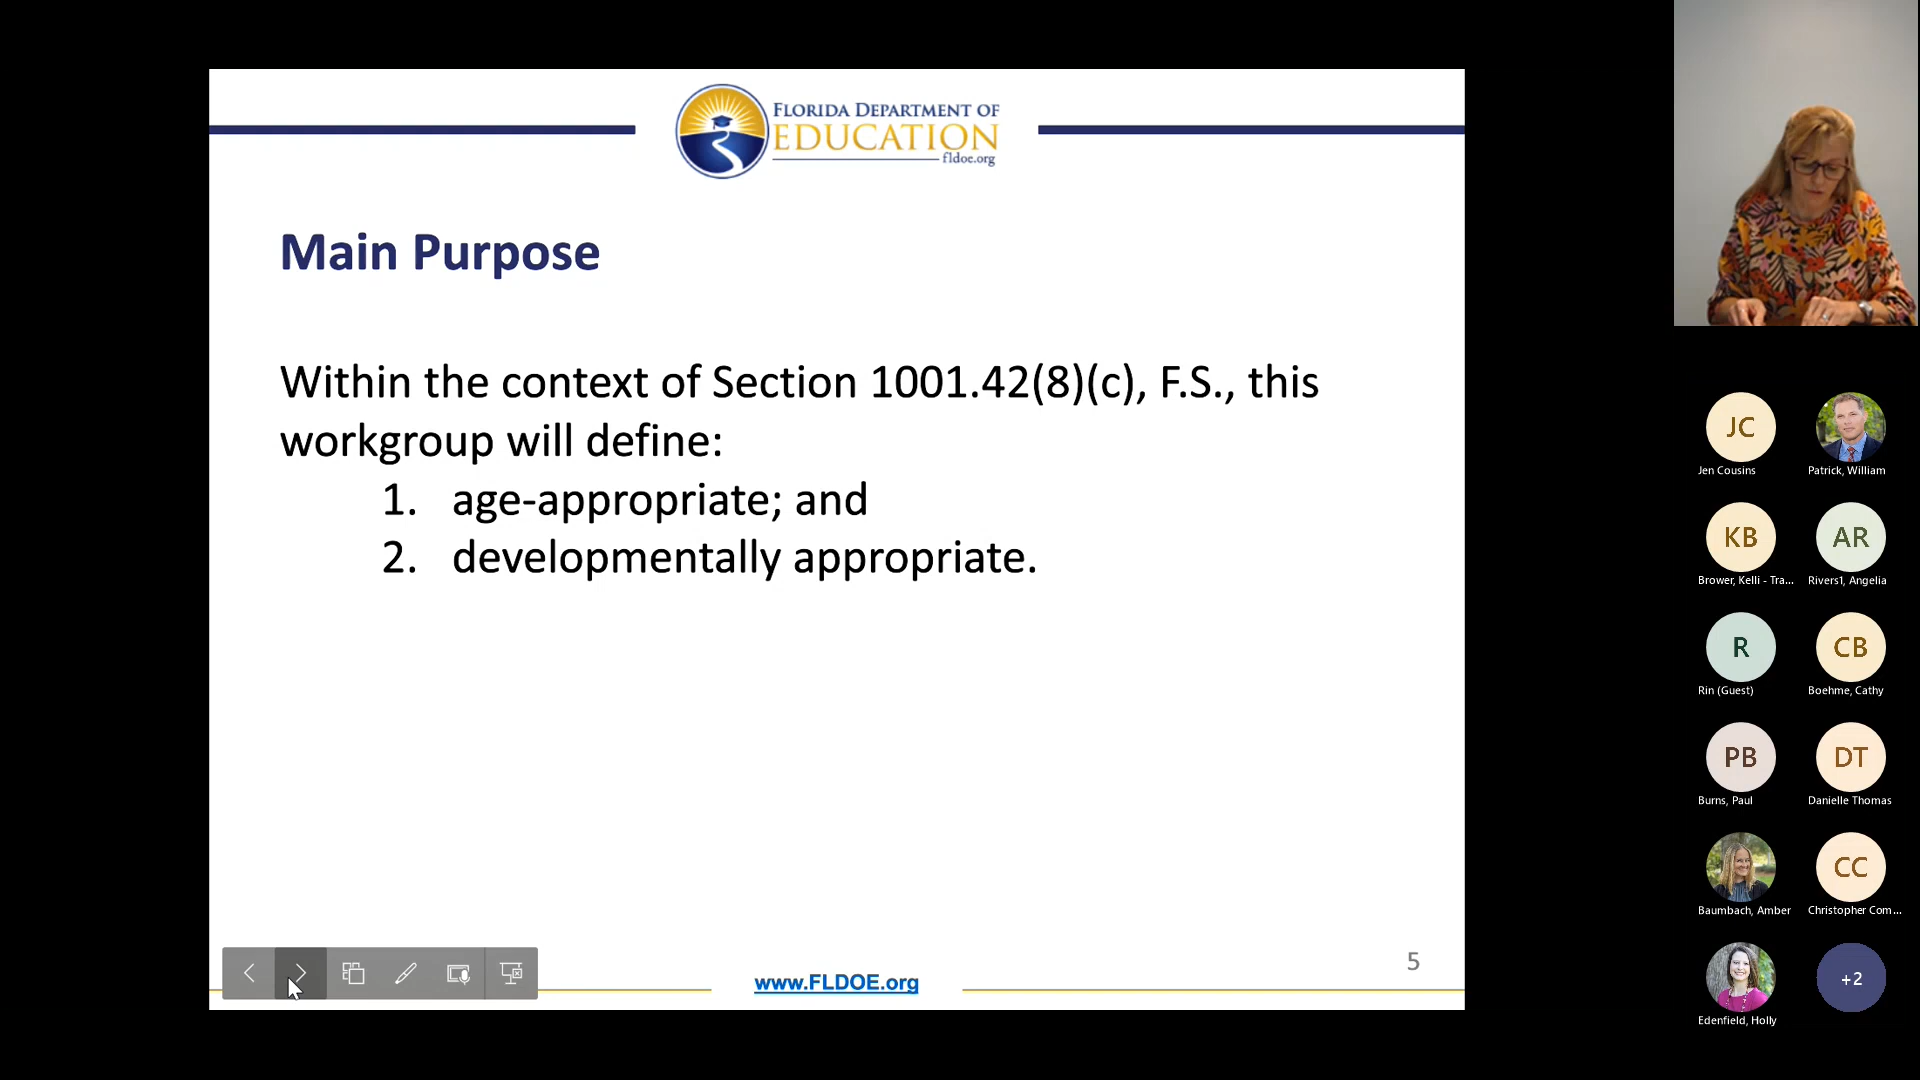 FLORIDA DEPARTMENT OF
EDUCATION
fldoe.org
Main Purpose
Within the context of Section 1001.42(8)(c), F.S., this
workgroup will define:
1. age-appropriate; and
2. developmentally appropriate.
www.FLDOE.org
5
JC
Jen Cousins
Patrick, William
KB
Brower, Kelli - Tra...
AR
Rivers1, Angelia
R
Rin (Guest)
CB
Boehme, Cathy
PB
Burns, Paul
DT
Danielle Thomas
Baumbach, Amber
CC
Christopher Com...
Edenfield, Holly
+2